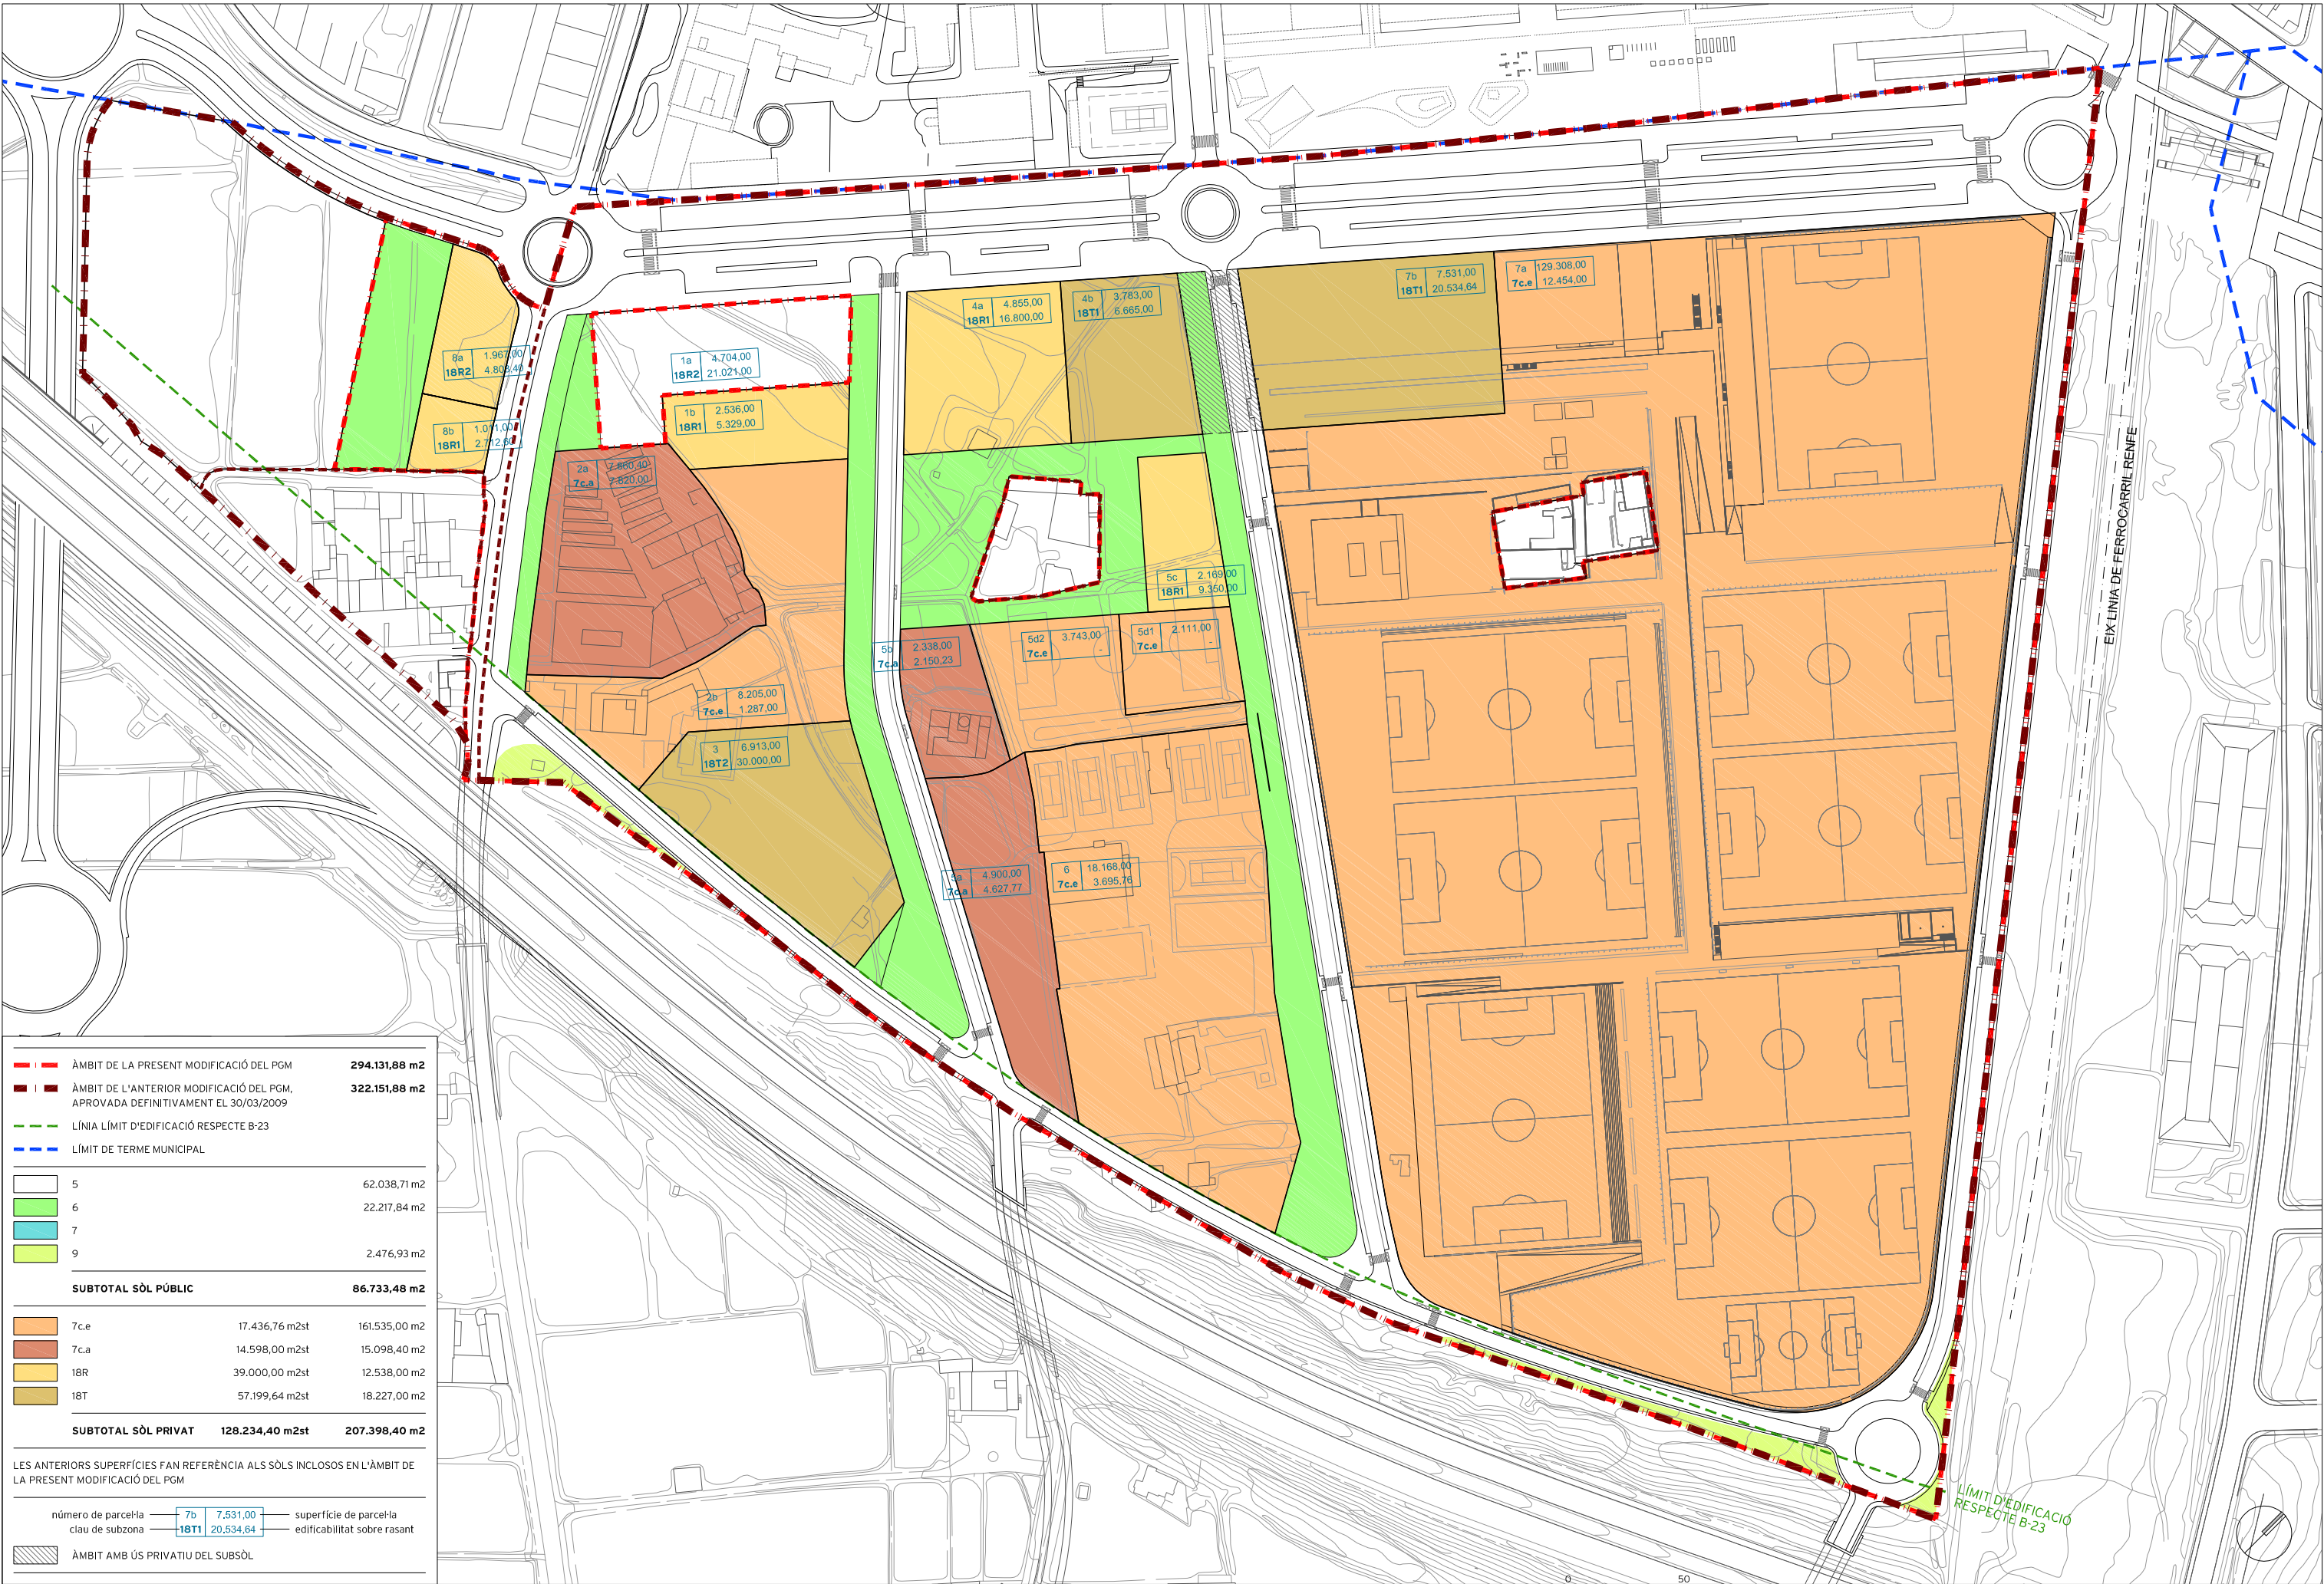 8a 1.967,00
18R2 4.808,40
8b 1.011,00
18R1 2.712,60
1a 4.704,00
18R2 21.021,00
1b 2.536,00
18R1 5.329,00
2a 7.860,40
7c.a 7.820,00
2b 8.205,00
7c.e 1.287,00
3 6.913,00
18T2 30.000,00
4a 4.855,00
18R1 16.800,00
4b 3.783,00
18T1 6.665,00
5c 2.169,00
18R1 9.350,00
5b 2.338,00
7c.a 2.150,23
5d2 3.743,00
7c.e -
5d1 2.111,00
7c.e -
5a 4.900,00
7c.a 4.627,77
6 18.168,00
7c.e 3.695,76
7b 7.531,00
18T1 20.534,64
7a 129.308,00
7c.e 12.454,00
EIX LINIA DE FERROCARRIL RENFE
LÍMIT D'EDIFICACIÓ
RESPECTE B-23
0 50
ÀMBIT DE LA PRESENT MODIFICACIÓ DEL PGM 294.131,88 m2
ÀMBIT DE L'ANTERIOR MODIFICACIÓ DEL PGM, 322.151,88 m2
APROVADA DEFINITIVAMENT EL 30/03/2009
LÍNIA LÍMIT D'EDIFICACIÓ RESPECTE B-23
LÍMIT DE TERME MUNICIPAL
5 62.038,71 m2
6 22.217,84 m2
7
9 2.476,93 m2
SUBTOTAL SÒL PÚBLIC 86.733,48 m2
7c.e 17.436,76 m2st 161.535,00 m2
7c.a 14.598,00 m2st 15.098,40 m2
18R 39.000,00 m2st 12.538,00 m2
18T 57.199,64 m2st 18.227,00 m2
SUBTOTAL SÒL PRIVAT 128.234,40 m2st 207.398,40 m2
LES ANTERIORS SUPERFÍCIES FAN REFERÈNCIA ALS SÒLS INCLOSOS EN L'ÀMBIT DE
LA PRESENT MODIFICACIÓ DEL PGM
número de parcel·la 7b 7,531,00 superfície de parcel·la
clau de subzona 18T1 20,534,64 edificabilitat sobre rasant
ÀMBIT AMB ÚS PRIVATIU DEL SUBSÒL